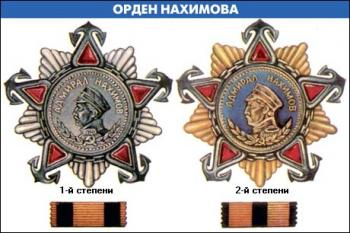 ОРДЕН НАХИМОВА
АДМИРАЛ НАХИМОВ
АДМИРАЛ НАХИМОВ
1-й степени
2-й степени